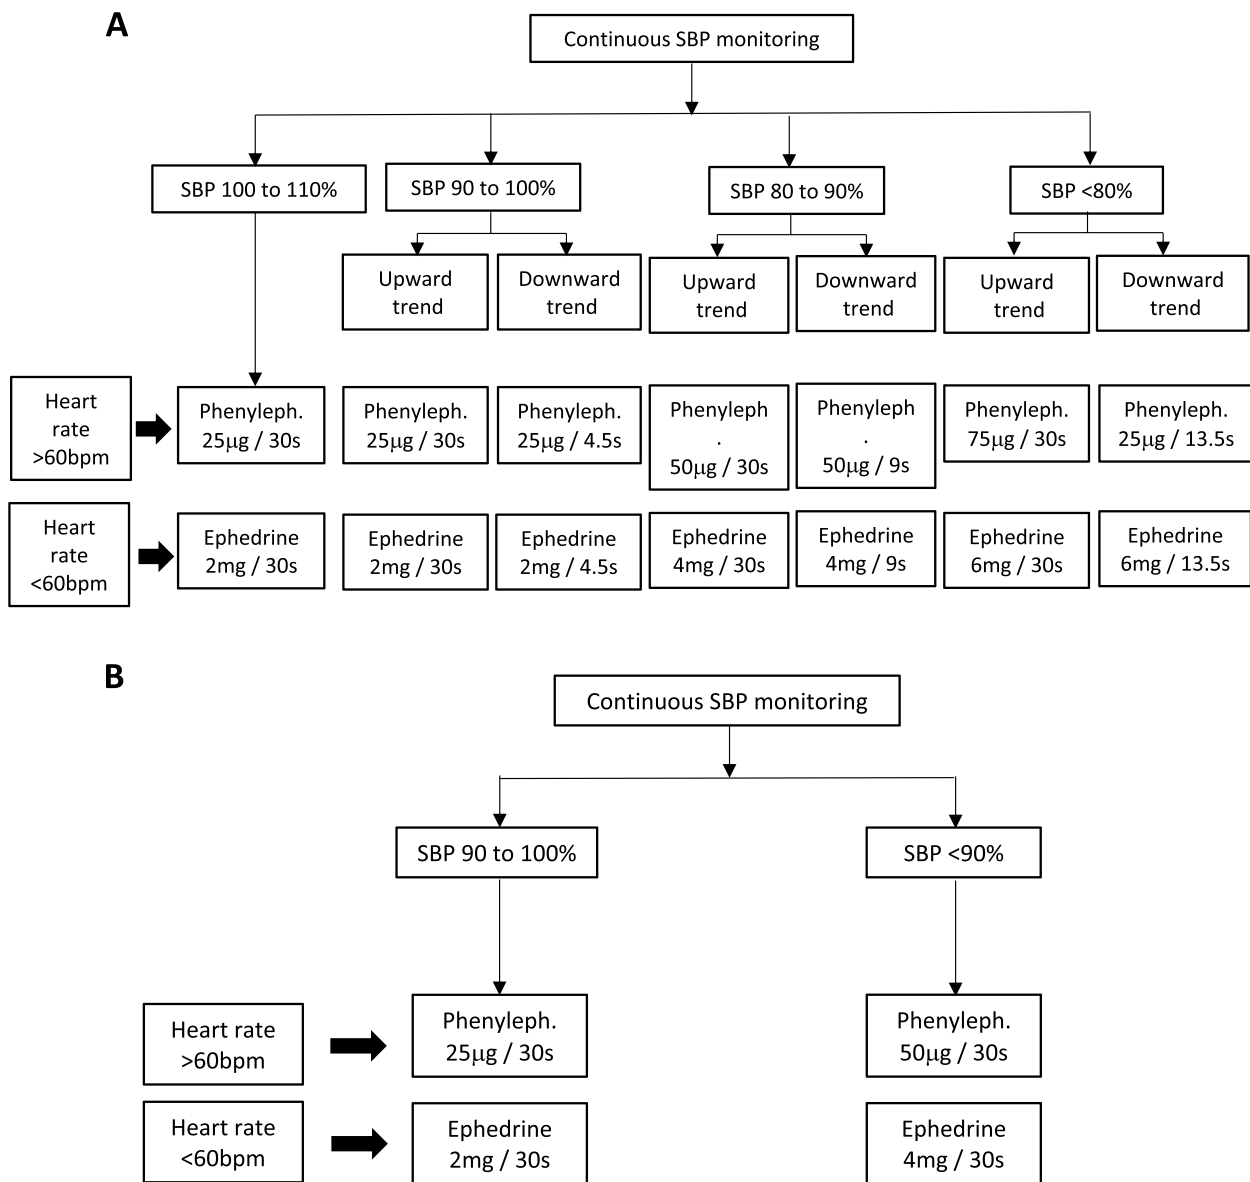 A
Continuous SBP monitoring
SBP 100 to 110%
SBP 90 to 100%
SBP 80 to 90%
SBP <80%
Upward
trend
Downward
trend
Upward
trend
Downward
trend
Upward
trend
Downward
trend
Heart
rate
>60bpm
Phenyleph.
25µg / 30s
Phenyleph.
25µg / 30s
Phenyleph.
25µg / 4.5s
Phenyleph
.
50µg / 30s
Phenyleph
.
50µg / 9s
Phenyleph.
75µg / 30s
Phenyleph.
25µg / 13.5s
Heart
rate
<60bpm
Ephedrine
2mg / 30s
Ephedrine
2mg / 30s
Ephedrine
2mg / 4.5s
Ephedrine
4mg / 30s
Ephedrine
4mg / 9s
Ephedrine
6mg / 30s
Ephedrine
6mg / 13.5s
B
Continuous SBP monitoring
SBP 90 to 100%
SBP <90%
Heart rate
>60bpm
Phenyleph.
25µg / 30s
Phenyleph.
50µg / 30s
Heart rate
<60bpm
Ephedrine
2mg / 30s
Ephedrine
4mg / 30s